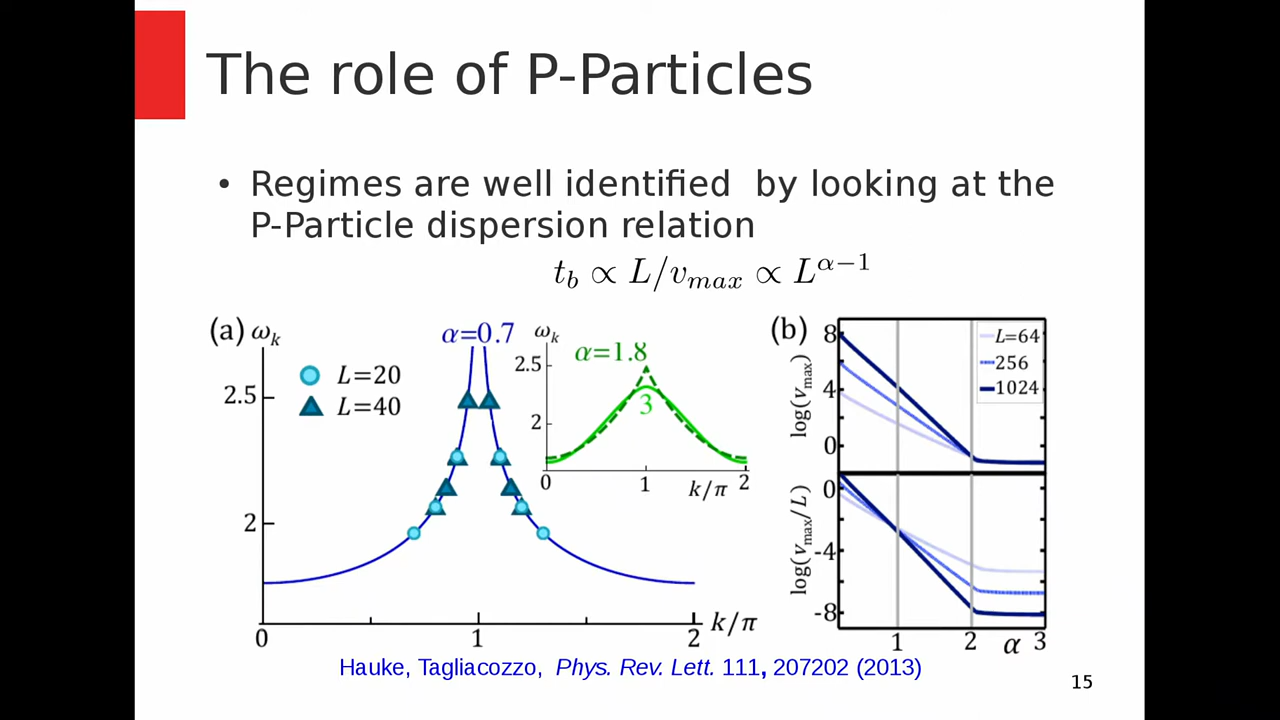 The role of P-Particles
• Regimes are well identified  by looking at the
P-Particle dispersion relation
t_b ∝ L/v_{max} ∝ L^{α−1}
(a) ω_k
α=0.7
L=20
L=40
2.5
2
0
1
2
k/π
ω_k
α=1.8
3
2.5
2
0
1
k/π
2
(b)
log(v_max)
8
4
0
L=64
256
1024
log(v_max/L)
0
-4
-8
1
2
α
3
Hauke, Tagliacozzo,  Phys. Rev. Lett. 111, 207202 (2013)
15